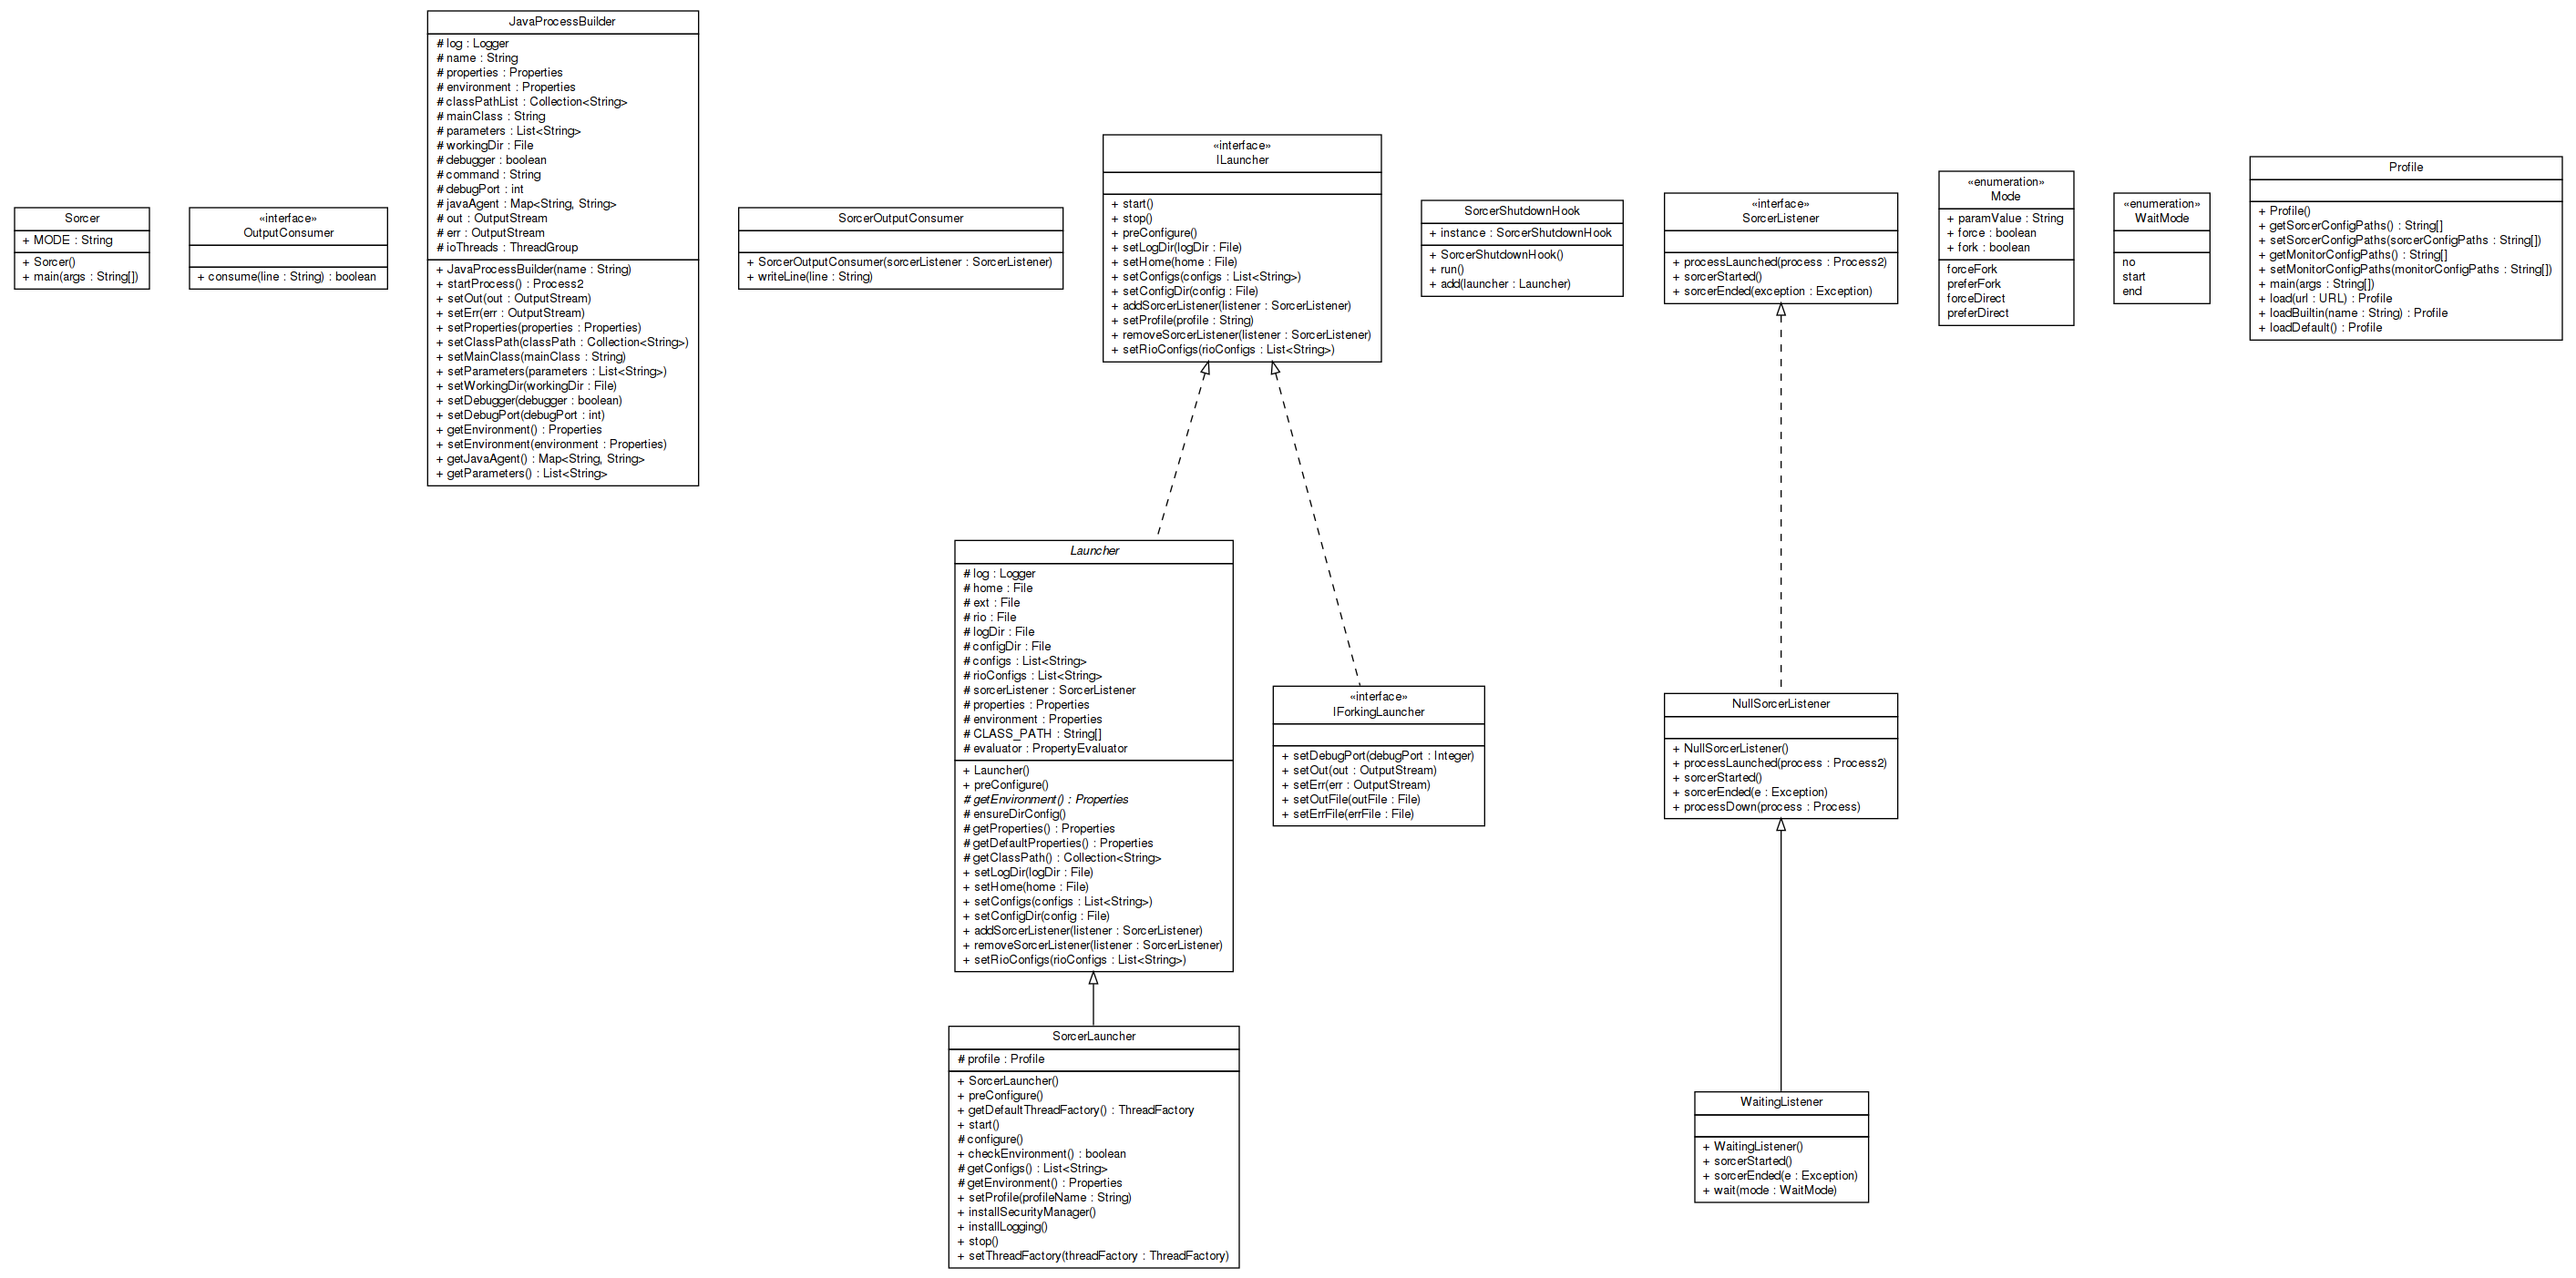 Sorcer
+ MODE : String
+ Sorcer()
+ main(args : String[])
«interface»
OutputConsumer
+ consume(line : String) : boolean
JavaProcessBuilder
# log : Logger
# name : String
# properties : Properties
# environment : Properties
# classPathList : Collection<String>
# mainClass : String
# parameters : List<String>
# workingDir : File
# debugger : boolean
# command : String
# debugPort : int
# javaAgent : Map<String, String>
# out : OutputStream
# err : OutputStream
# ioThreads : ThreadGroup
+ JavaProcessBuilder(name : String)
+ startProcess() : Process2
+ setOut(out : OutputStream)
+ setErr(err : OutputStream)
+ setProperties(properties : Properties)
+ setClassPath(classPath : Collection<String>)
+ setMainClass(mainClass : String)
+ setParameters(parameters : List<String>)
+ setWorkingDir(workingDir : File)
+ setDebugger(debugger : boolean)
+ setDebugPort(debugPort : int)
+ getEnvironment() : Properties
+ setEnvironment(environment : Properties)
+ getJavaAgent() : Map<String, String>
+ getParameters() : List<String>
SorcerOutputConsumer
+ SorcerOutputConsumer(sorcerListener : SorcerListener)
+ writeLine(line : String)
«interface»
ILauncher
+ start()
+ stop()
+ preConfigure()
+ setLogDir(logDir : File)
+ setHome(home : File)
+ setConfigs(configs : List<String>)
+ setConfigDir(config : File)
+ addSorcerListener(listener : SorcerListener)
+ setProfile(profile : String)
+ removeSorcerListener(listener : SorcerListener)
+ setRioConfigs(rioConfigs : List<String>)
SorcerShutdownHook
+ instance : SorcerShutdownHook
+ SorcerShutdownHook()
+ run()
+ add(launcher : Launcher)
«interface»
SorcerListener
+ processLaunched(process : Process2)
+ sorcerStarted()
+ sorcerEnded(exception : Exception)
«enumeration»
Mode
+ paramValue : String
+ force : boolean
+ fork : boolean
forceFork
preferFork
forceDirect
preferDirect
«enumeration»
WaitMode
no
start
end
Profile
+ Profile()
+ getSorcerConfigPaths() : String[]
+ setSorcerConfigPaths(sorcerConfigPaths : String[])
+ getMonitorConfigPaths() : String[]
+ setMonitorConfigPaths(monitorConfigPaths : String[])
+ main(args : String[])
+ load(url : URL) : Profile
+ loadBuiltin(name : String) : Profile
+ loadDefault() : Profile
Launcher
# log : Logger
# home : File
# ext : File
# rio : File
# logDir : File
# configDir : File
# configs : List<String>
# rioConfigs : List<String>
# sorcerListener : SorcerListener
# properties : Properties
# environment : Properties
# CLASS_PATH : String[]
# evaluator : PropertyEvaluator
+ Launcher()
+ preConfigure()
# getEnvironment() : Properties
# ensureDirConfig()
# getProperties() : Properties
# getDefaultProperties() : Properties
# getClassPath() : Collection<String>
+ setLogDir(logDir : File)
+ setHome(home : File)
+ setConfigs(configs : List<String>)
+ setConfigDir(config : File)
+ addSorcerListener(listener : SorcerListener)
+ removeSorcerListener(listener : SorcerListener)
+ setRioConfigs(rioConfigs : List<String>)
«interface»
IForkingLauncher
+ setDebugPort(debugPort : Integer)
+ setOut(out : OutputStream)
+ setErr(err : OutputStream)
+ setOutFile(outFile : File)
+ setErrFile(errFile : File)
NullSorcerListener
+ NullSorcerListener()
+ processLaunched(process : Process2)
+ sorcerStarted()
+ sorcerEnded(e : Exception)
+ processDown(process : Process)
SorcerLauncher
# profile : Profile
+ SorcerLauncher()
+ preConfigure()
+ getDefaultThreadFactory() : ThreadFactory
+ start()
# configure()
+ checkEnvironment() : boolean
# getConfigs() : List<String>
# getEnvironment() : Properties
+ setProfile(profileName : String)
+ installSecurityManager()
+ installLogging()
+ stop()
+ setThreadFactory(threadFactory : ThreadFactory)
WaitingListener
+ WaitingListener()
+ sorcerStarted()
+ sorcerEnded(e : Exception)
+ wait(mode : WaitMode)